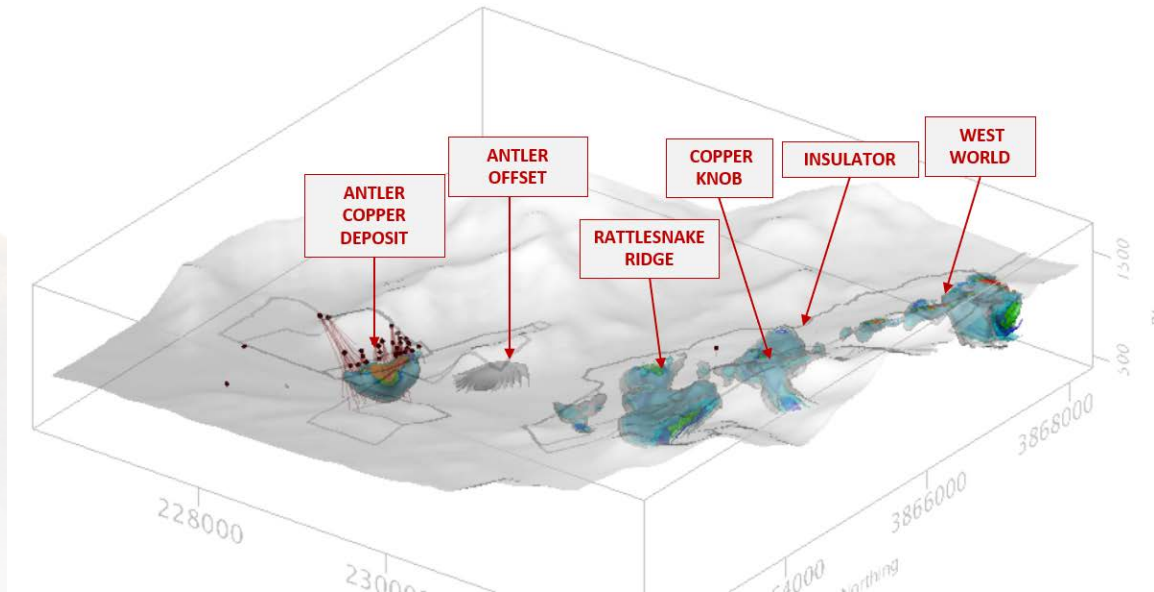 ANTLER
COPPER
DEPOSIT
ANTLER
OFFSET
RATTLESNAKE
RIDGE
COPPER
KNOB
INSULATOR
WEST
WORLD
1500
500
3868000
3866000
Northing
228000